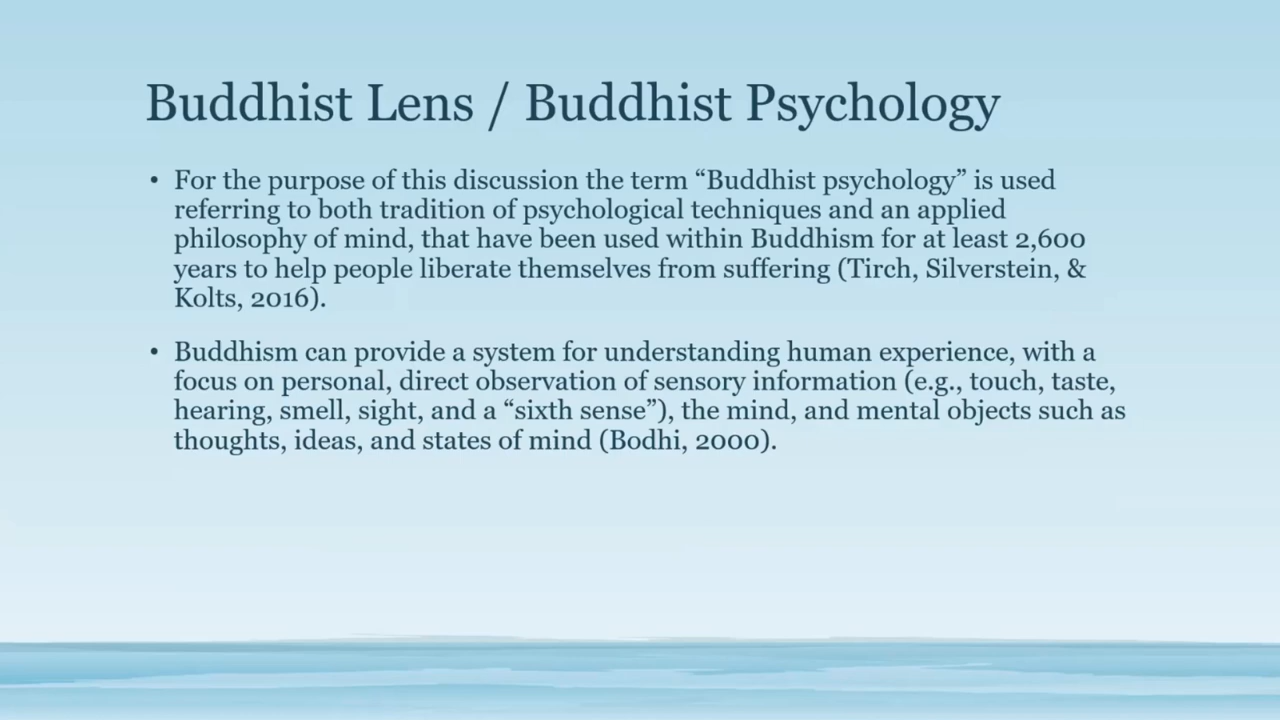 Buddhist Lens / Buddhist Psychology
• For the purpose of this discussion the term “Buddhist psychology” is used
referring to both tradition of psychological techniques and an applied
philosophy of mind, that have been used within Buddhism for at least 2,600
years to help people liberate themselves from suffering (Tirch, Silverstein, &
Kolts, 2016).
• Buddhism can provide a system for understanding human experience, with a
focus on personal, direct observation of sensory information (e.g., touch, taste,
hearing, smell, sight, and a “sixth sense”), the mind, and mental objects such as
thoughts, ideas, and states of mind (Bodhi, 2000).